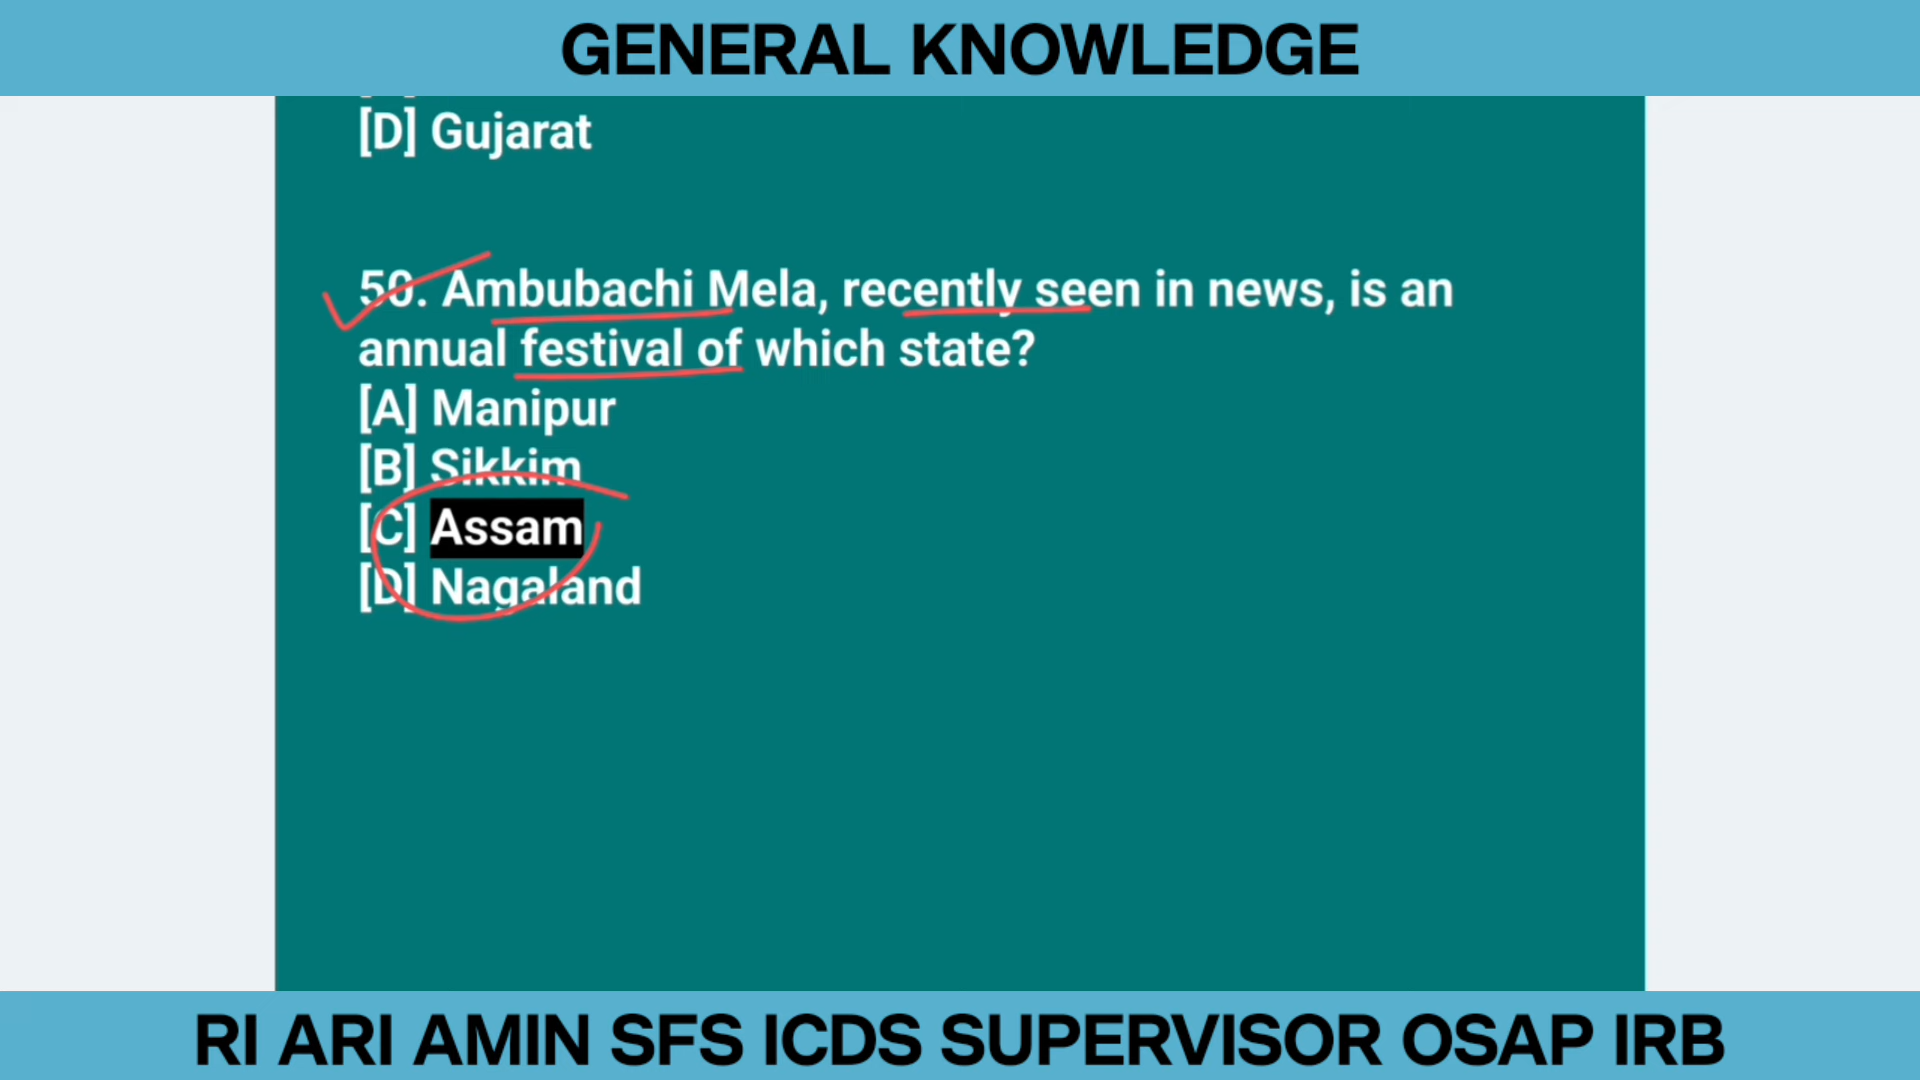 GENERAL KNOWLEDGE
[D] Gujarat
50. Ambubachi Mela, recently seen in news, is an
annual festival of which state?
[A] Manipur
[B] Sikkim
[C] Assam
[D] Nagaland
RI ARI AMIN SFS ICDS SUPERVISOR OSAP IRB